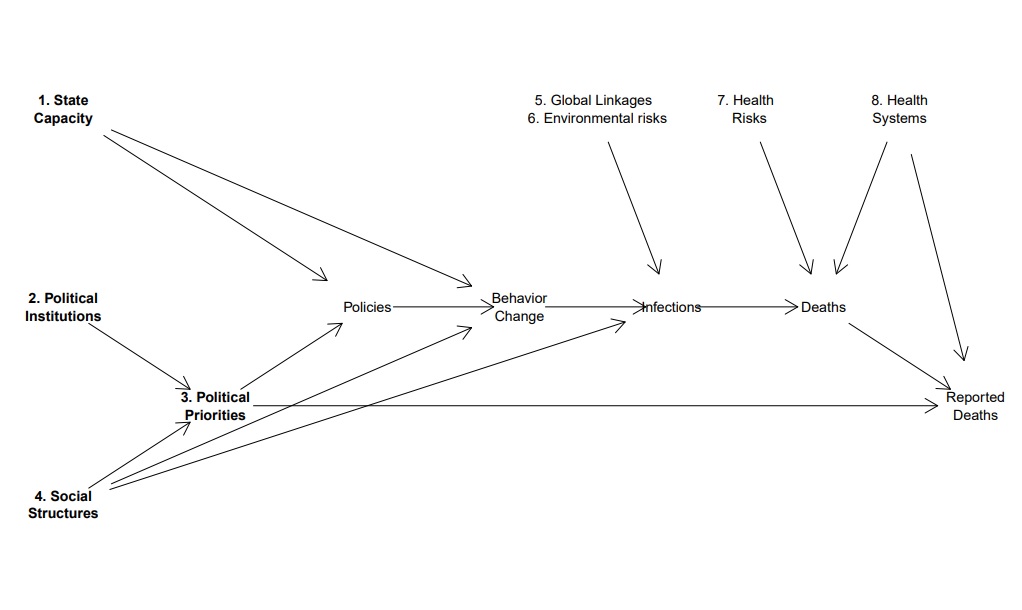 1. State
Capacity
5. Global Linkages
6. Environmental risks
7. Health
Risks
8. Health
Systems
2. Political
Institutions
Policies
Behavior
Change
Infections
Deaths
3. Political
Priorities
Reported
Deaths
4. Social
Structures